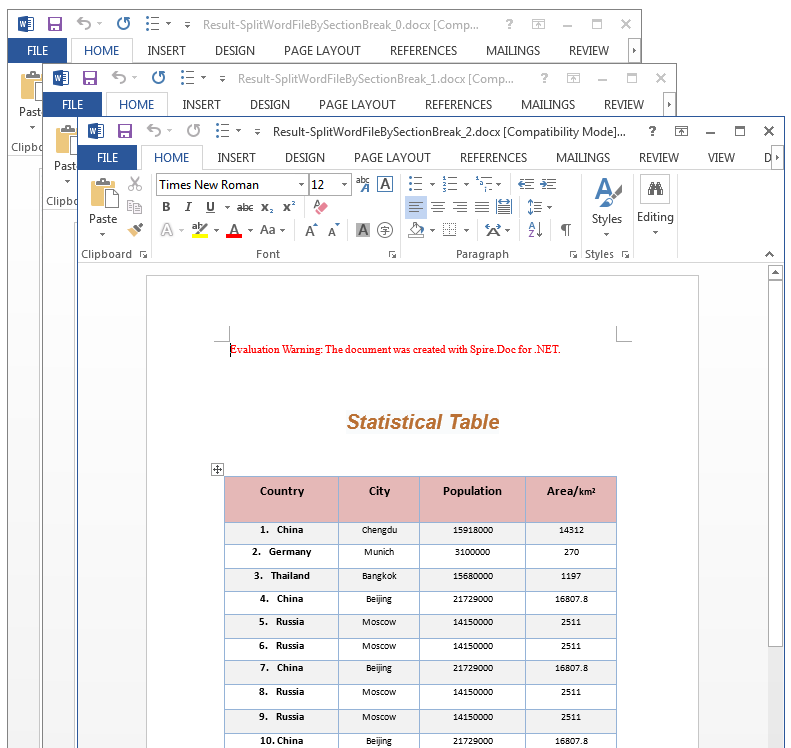 Result-SplitWordFileBySectionBreak_0.docx [Comp...
FILE HOME INSERT DESIGN PAGE LAYOUT REFERENCES MAILINGS REVIEW
Past
Clipbo
Result-SplitWordFileBySectionBreak_1.docx [Comp...
FILE HOME INSERT DESIGN PAGE LAYOUT REFERENCES MAILINGS REVIEW
Past
Clipbo
Result-SplitWordFileBySectionBreak_2.docx [Compatibility Mode]... ?
FILE HOME INSERT DESIGN PAGE LAYOUT REFERENCES MAILINGS REVIEW VIEW D
Paste
Times New Roman 12
B I U abc x₂ x²
Aa
Styles
Editing
Clipboard Font Paragraph Styles
Evaluation Warning: The document was created with Spire.Doc for .NET.
Statistical Table
Country City Population Area/km²
1. China Chengdu 15918000 14312
2. Germany Munich 3100000 270
3. Thailand Bangkok 15680000 1197
4. China Beijing 21729000 16807.8
5. Russia Moscow 14150000 2511
6. Russia Moscow 14150000 2511
7. China Beijing 21729000 16807.8
8. Russia Moscow 14150000 2511
9. Russia Moscow 14150000 2511
10. China Beijing 21729000 16807.8